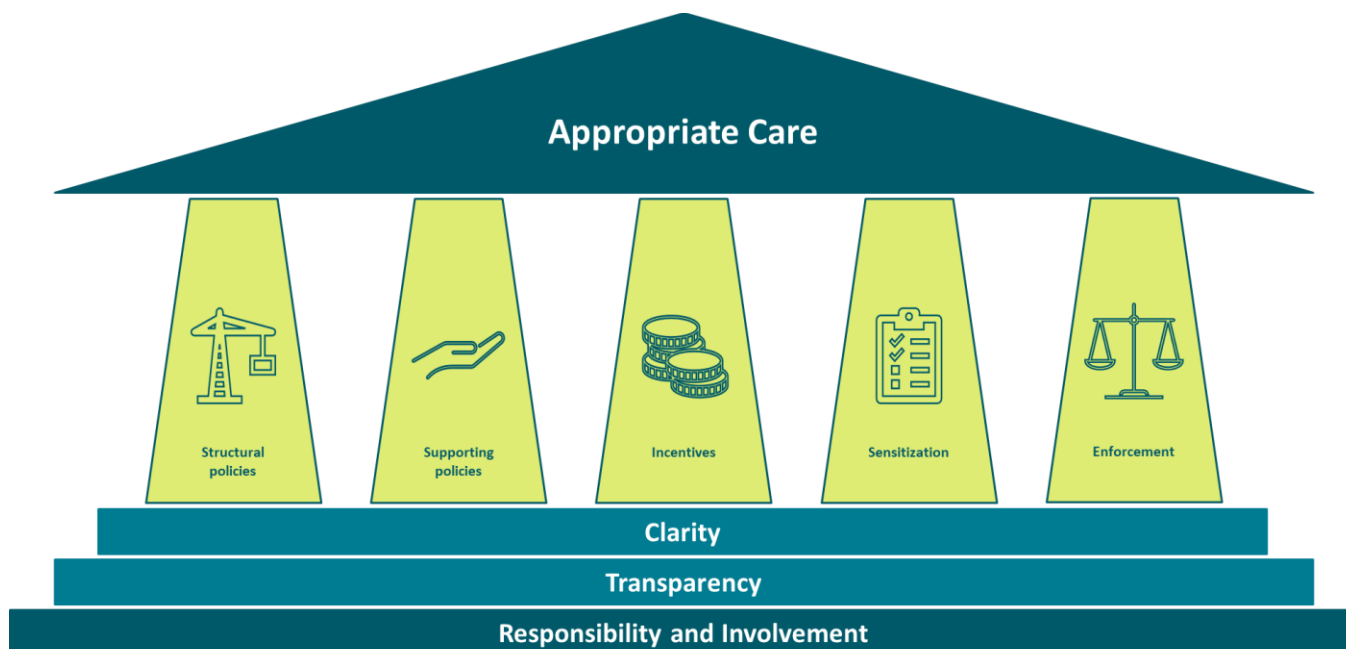 Appropriate Care
Structural
policies
Supporting
policies
Incentives
Sensitization
Enforcement
Clarity
Transparency
Responsibility and Involvement